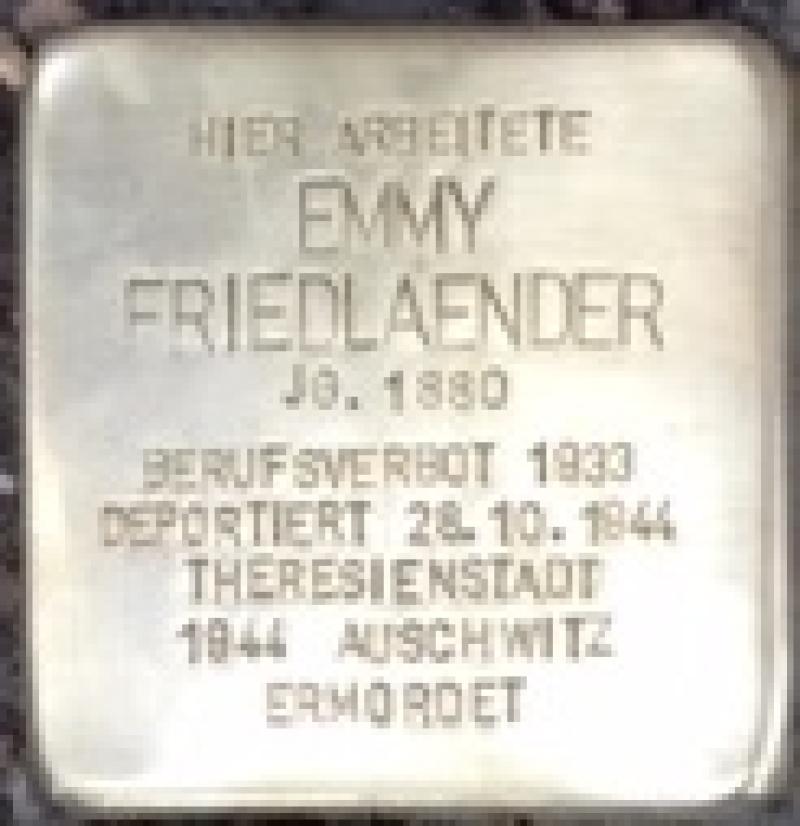 HIER ARBEITETE
EMMY
FRIEDLAENDER
JG. 1880
BERUFSVERBOT 1933
DEPORTIERT 28.10.1944
THERESIENSTADT
1944 AUSCHWITZ
ERMORDET